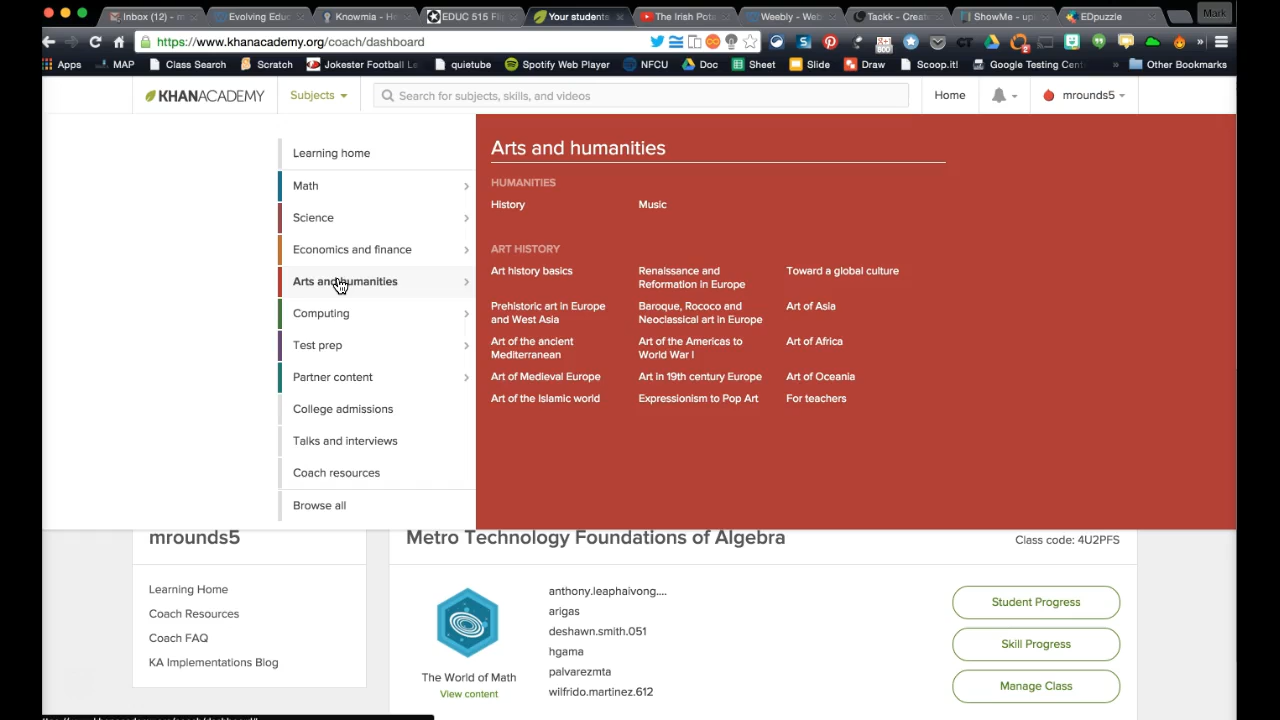 Inbox (12) - m
Evolving Educ
Knowmia - H
EDUC 515 Fl
Your students
The Irish Pota
Weebly - Web
Tackk - Creat
ShowMe - up
EDpuzzle
Mark
https://www.khanacademy.org/coach/dashboard
Apps
MAP
Class Search
Scratch
Jokester Football Le
quietube
Spotify Web Player
NFCU
Doc
Sheet
Slide
Draw
Scoop.it!
Google Testing Cent
Other Bookmarks
KHANACADEMY
Subjects
Search for subjects, skills, and videos
Home
mrounds5
Learning home
Math
Science
Economics and finance
Arts and humanities
Computing
Test prep
Partner content
College admissions
Talks and interviews
Coach resources
Browse all
Arts and humanities
HUMANITIES
History
Music
ART HISTORY
Art history basics
Prehistoric art in Europe
and West Asia
Art of the ancient
Mediterranean
Art of Medieval Europe
Art of the Islamic world
Renaissance and
Reformation in Europe
Baroque, Rococo and
Neoclassical art in Europe
Art of the Americas to
World War I
Art in 19th century Europe
Expressionism to Pop Art
Toward a global culture
Art of Asia
Art of Africa
Art of Oceania
For teachers
mrounds5
Learning Home
Coach Resources
Coach FAQ
KA Implementations Blog
Metro Technology Foundations of Algebra
Class code: 4U2PFS
The World of Math
View content
anthony.leaphaivong....
arigas
deshawn.smith.051
hgama
palvarezmta
wilfrido.martinez.612
Student Progress
Skill Progress
Manage Class